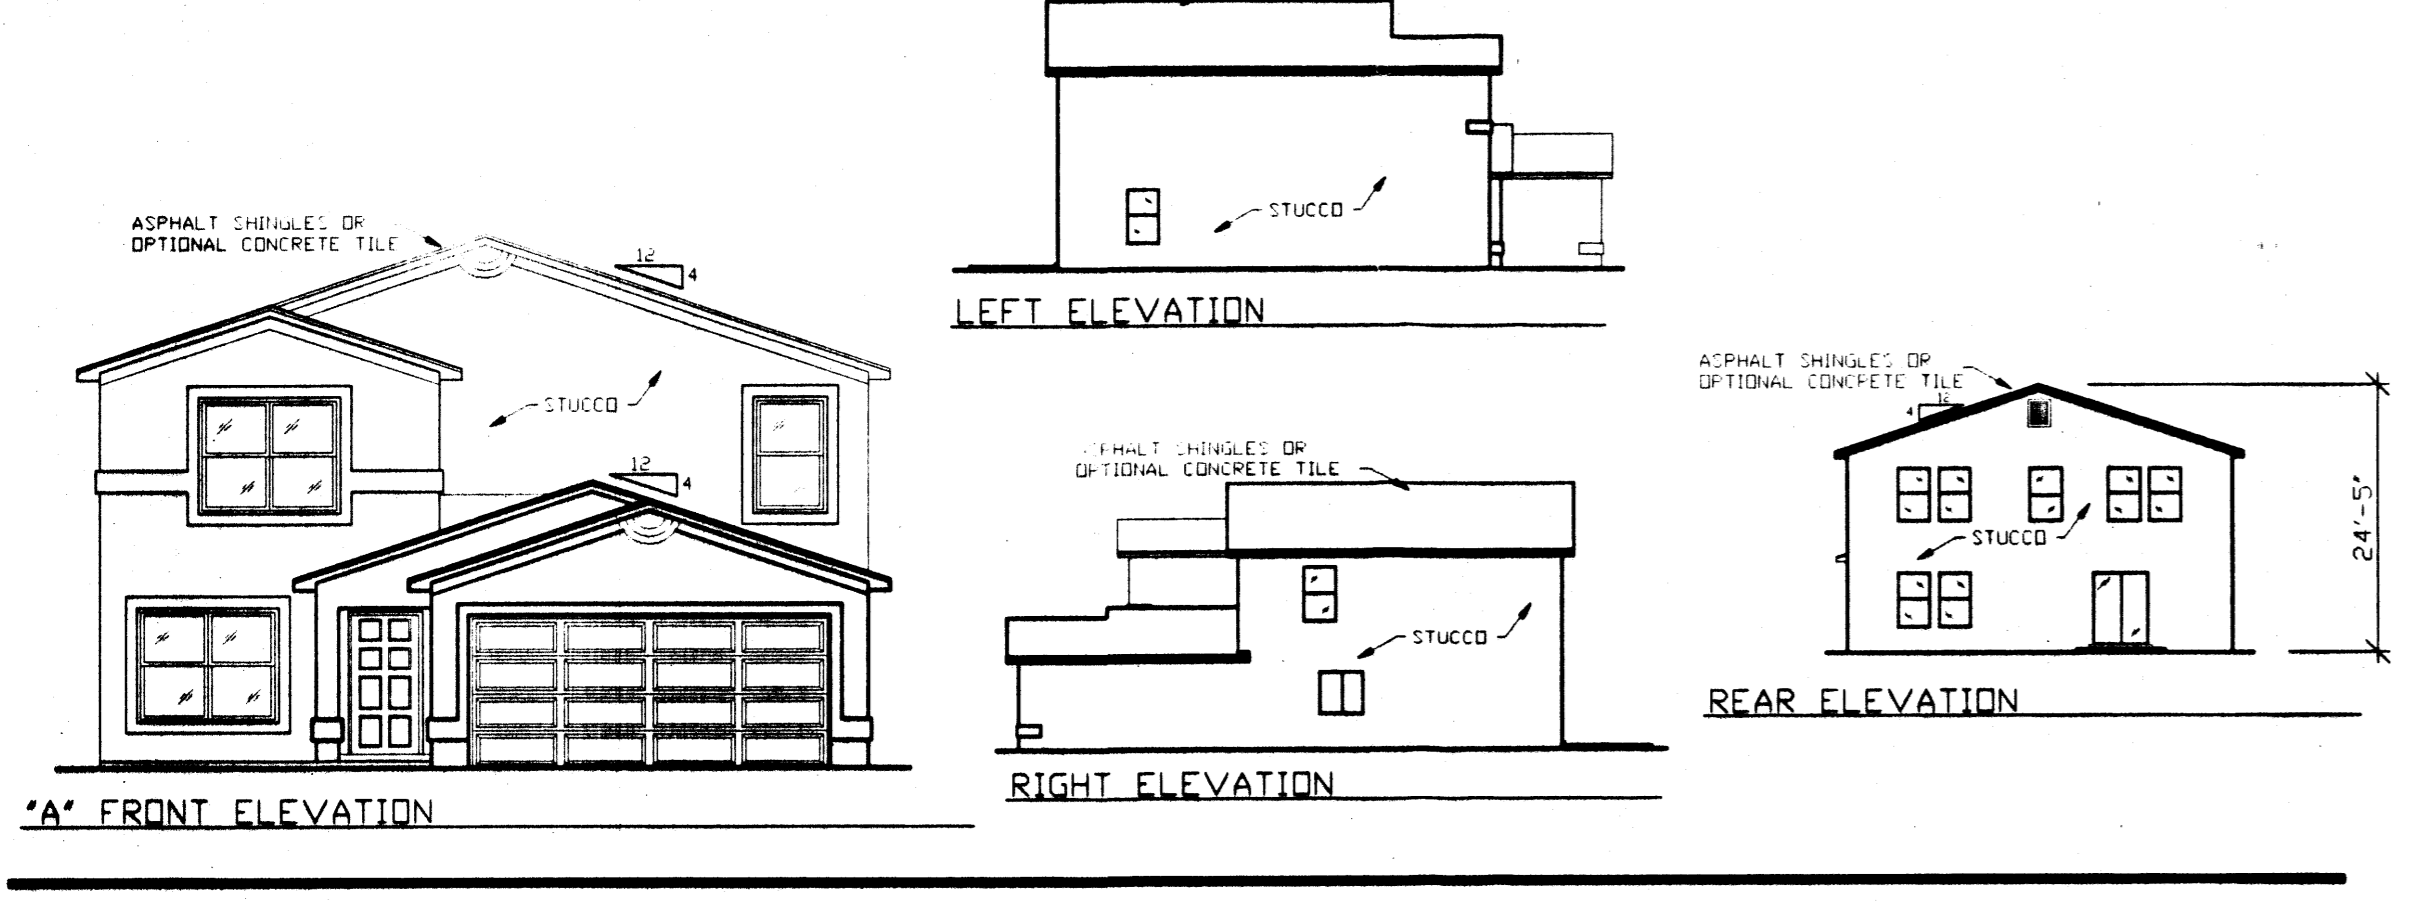 ASPHALT SHINGLES OR
OPTIONAL CONCRETE TILE
12
4
STUCCO
12
4
"A" FRONT ELEVATION
STUCCO
LEFT ELEVATION
ASPHALT SHINGLES OR
OPTIONAL CONCRETE TILE
STUCCO
RIGHT ELEVATION
ASPHALT SHINGLES OR
OPTIONAL CONCRETE TILE
12
4
STUCCO
24'-5"
REAR ELEVATION